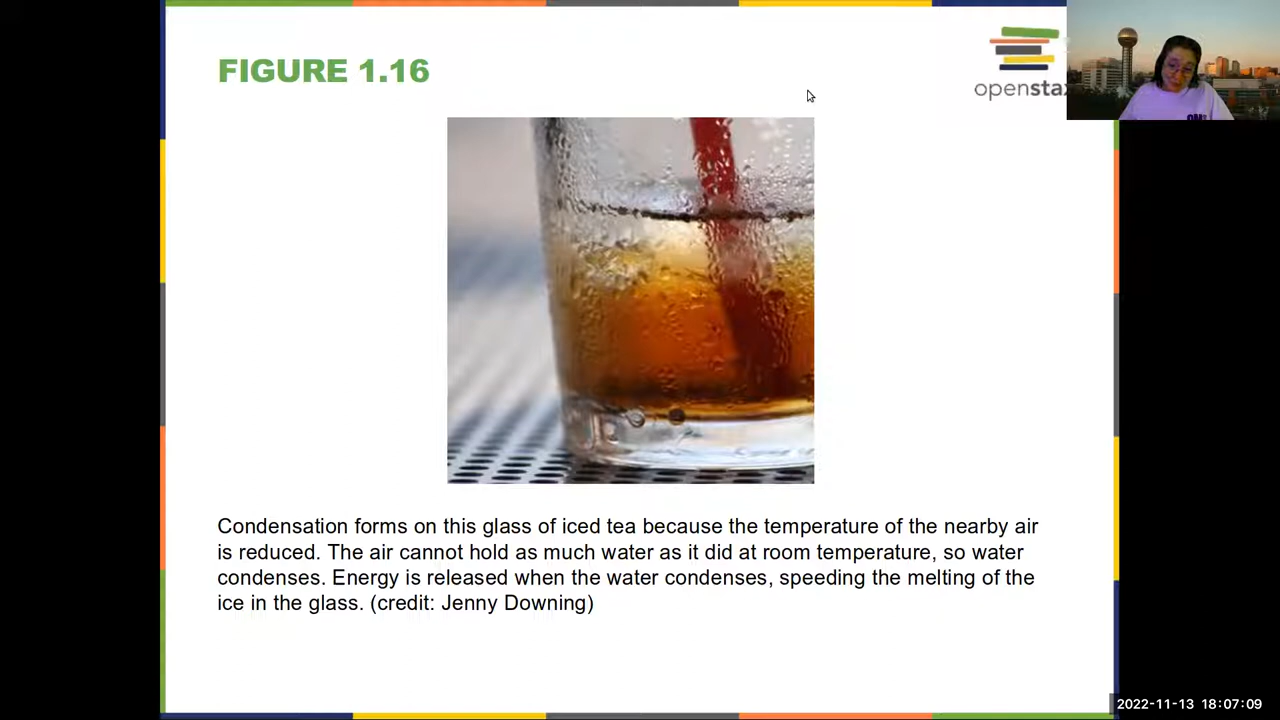 FIGURE 1.16
openstax
Condensation forms on this glass of iced tea because the temperature of the nearby air
is reduced. The air cannot hold as much water as it did at room temperature, so water
condenses. Energy is released when the water condenses, speeding the melting of the
ice in the glass. (credit: Jenny Downing)
2022-11-13 18:07:09